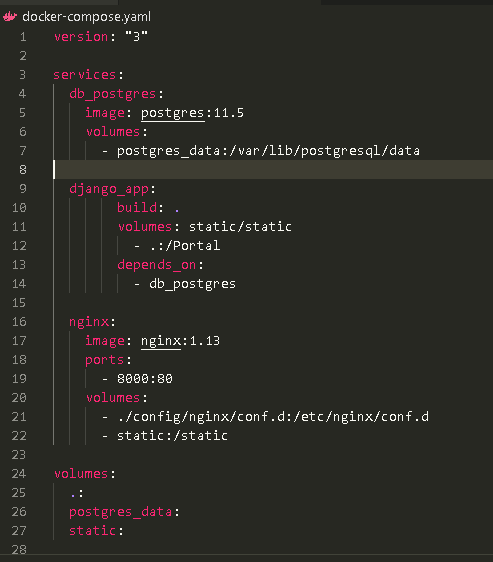 docker-compose.yaml
1 version: "3"
2
3 services:
4   db_postgres:
5     image: postgres:11.5
6     volumes:
7       - postgres_data:/var/lib/postgresql/data
8
9   django_app:
10         build: .
11         volumes: static/static
12           - .:/Portal
13         depends_on:
14           - db_postgres
15
16   nginx:
17     image: nginx:1.13
18     ports:
19       - 8000:80
20     volumes:
21       - ./config/nginx/conf.d:/etc/nginx/conf.d
22       - static:/static
23
24 volumes:
25   .:
26   postgres_data:
27   static:
28